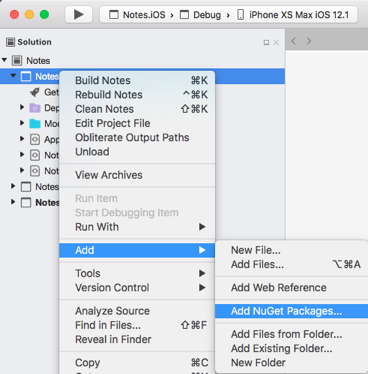 Notes.iOS > Debug > iPhone XS Max iOS 12.1
Solution
Notes
Notes
Build Notes ⌘K
Rebuild Notes ^⌘K
Clean Notes ⇧⌘K
Edit Project File
Obliterate Output Paths
Unload
View Archives
Run Item
Start Debugging Item
Run With
Add
Tools
Version Control
Analyze Source
Find in Files... ⇧⌘F
Reveal in Finder
Copy ⌘C
Get
Dep
Mod
App
Not
Not
Notes
Notes
New File...
Add Files... ⌥⌘A
Add Web Reference
Add NuGet Packages...
Add Files from Folder...
Add Existing Folder...
New Folder